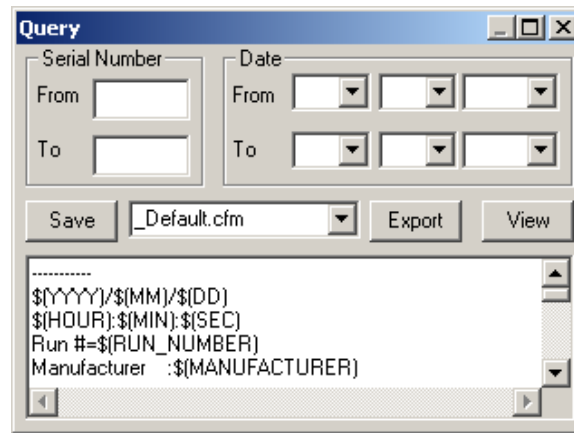 Query
Serial Number
From
To
Date
From
To
Save
_Default.cfm
Export
View
-----------
$(YYYY)/$(MM)/$(DD)
$(HOUR):$(MIN):$(SEC)
Run #=$(RUN_NUMBER)
Manufacturer    :$(MANUFACTURER)